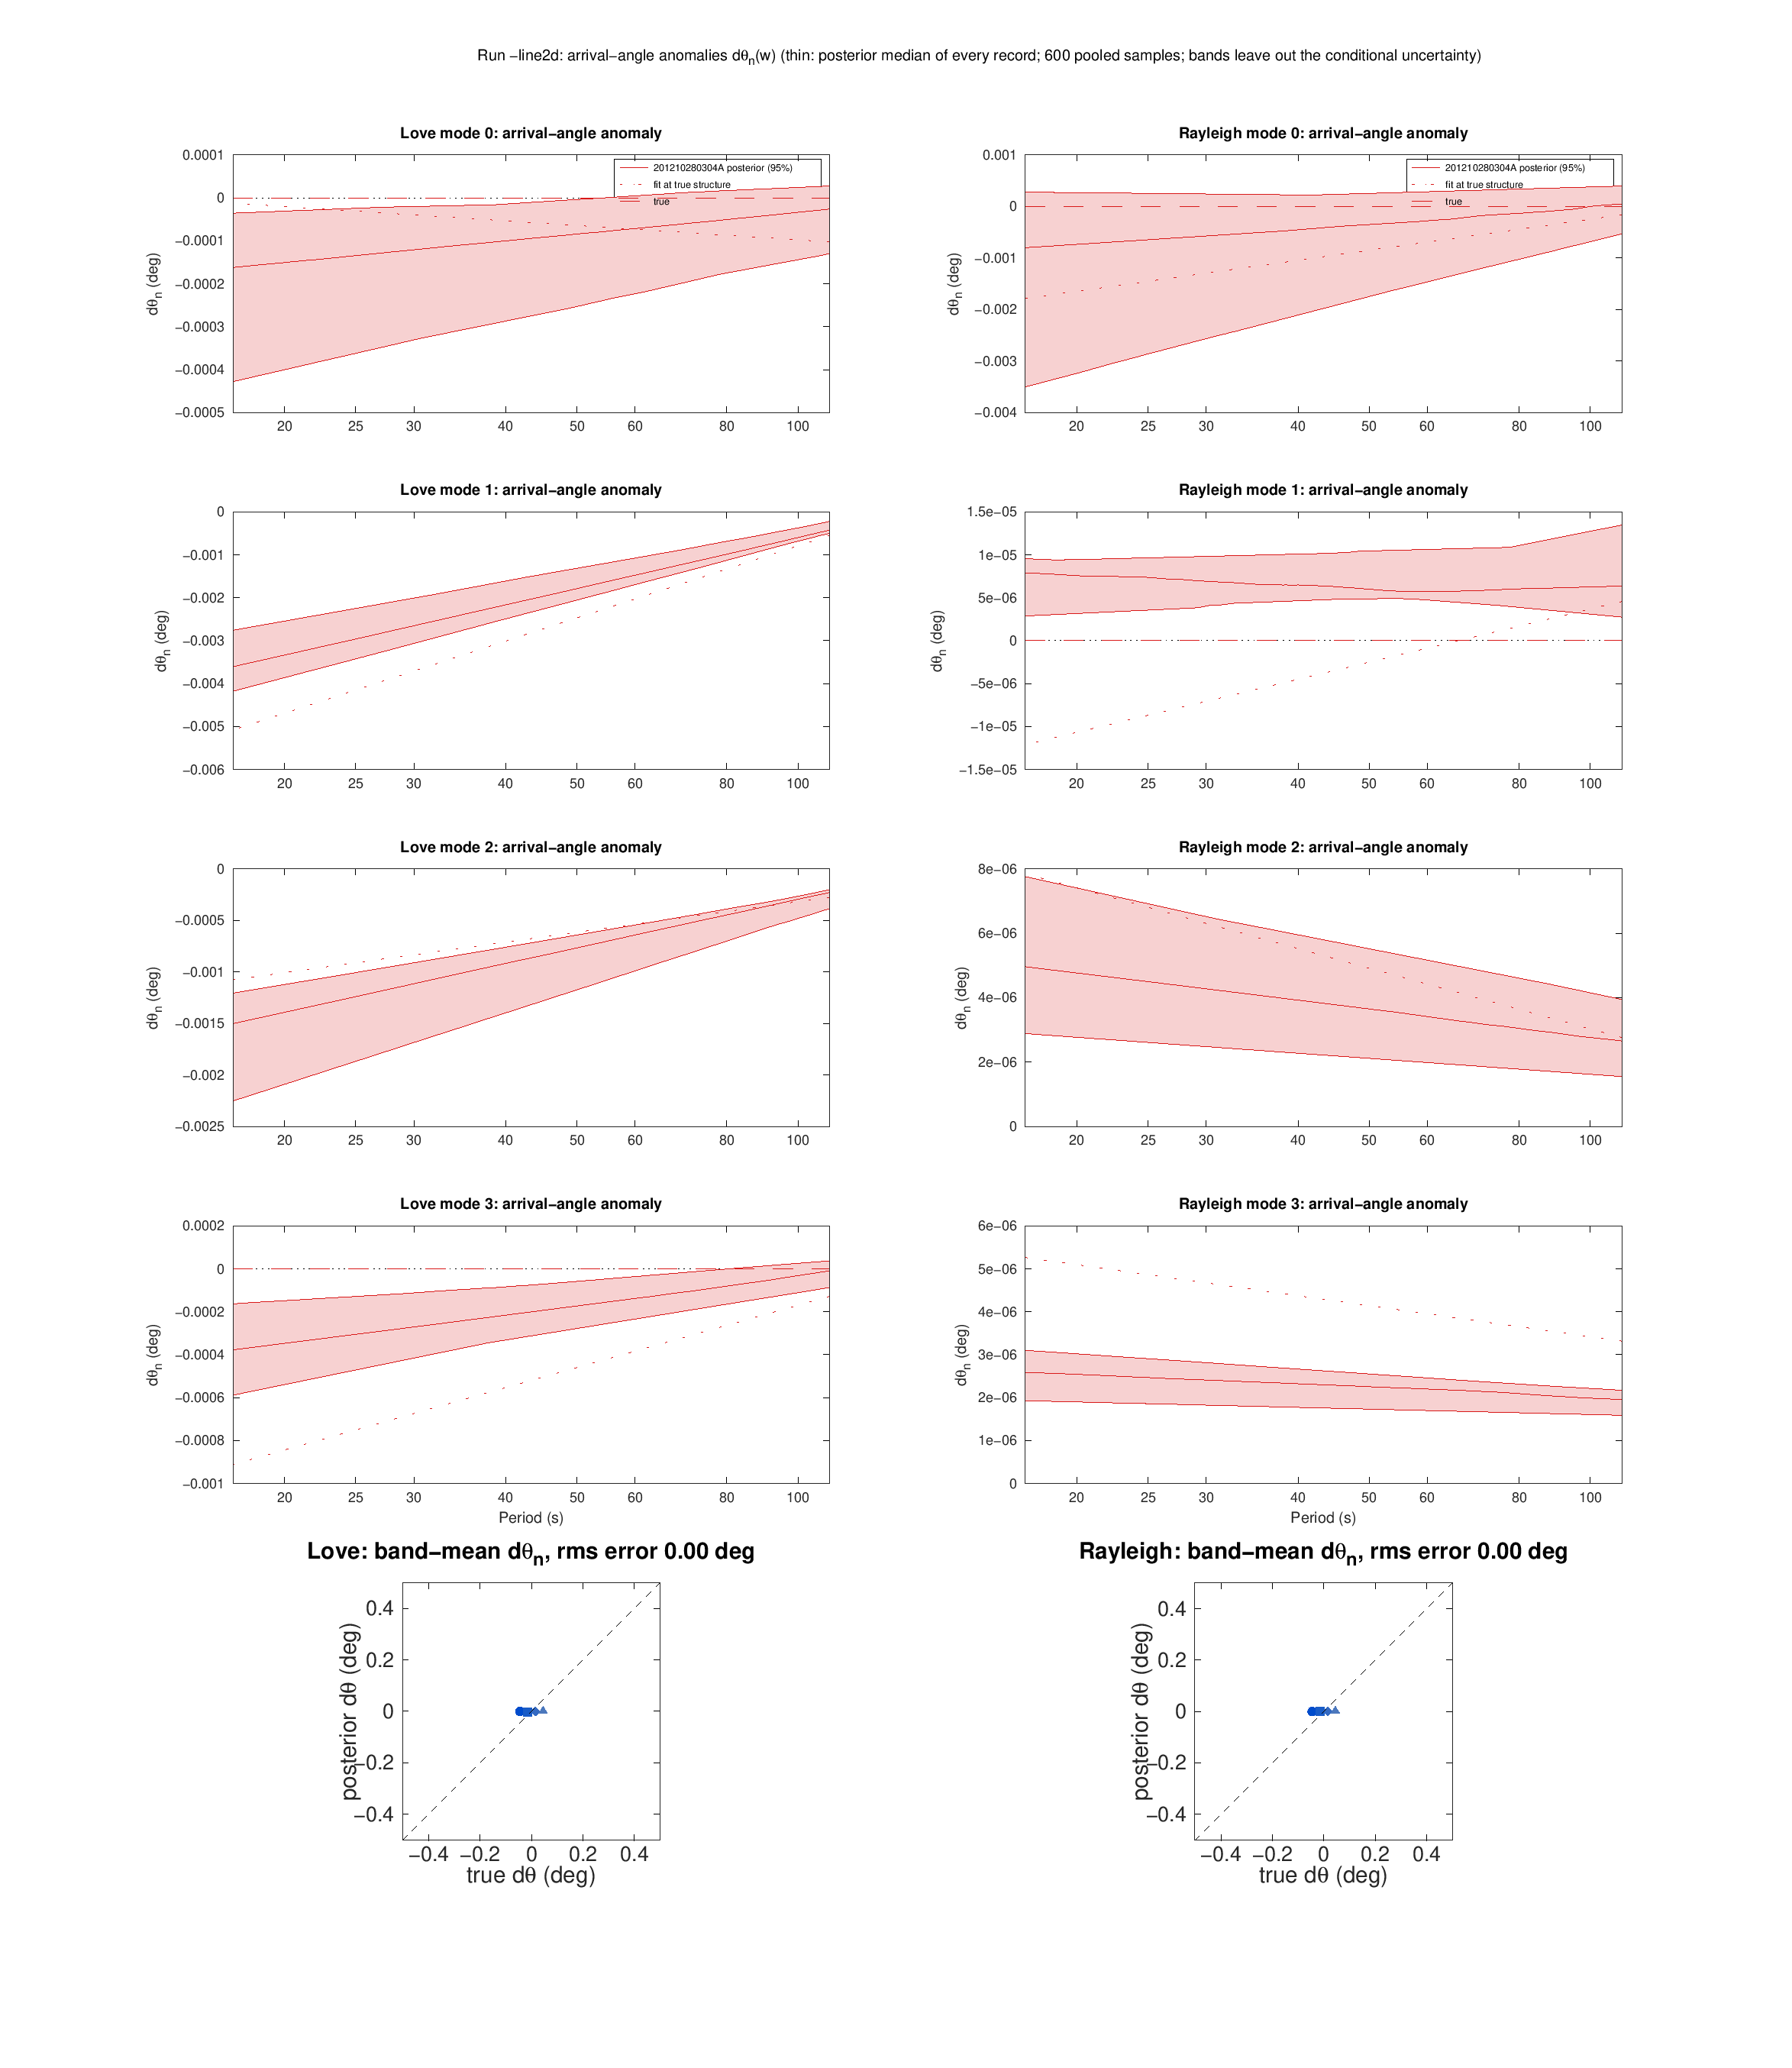 Run −line2d: arrival−angle anomalies dθn(w) (thin: posterior median of every record; 600 pooled samples; bands leave out the conditional uncertainty)
Love mode 0: arrival−angle anomaly
0.0001
0
−0.0001
−0.0002
−0.0003
−0.0004
−0.0005
dθn (deg)
201210280304A posterior (95%)
fit at true structure
true
20 25 30 40 50 60 80 100
Rayleigh mode 0: arrival−angle anomaly
0.001
0
−0.001
−0.002
−0.003
−0.004
dθn (deg)
201210280304A posterior (95%)
fit at true structure
true
20 25 30 40 50 60 80 100
Love mode 1: arrival−angle anomaly
0
−0.001
−0.002
−0.003
−0.004
−0.005
−0.006
dθn (deg)
20 25 30 40 50 60 80 100
Rayleigh mode 1: arrival−angle anomaly
1.5e−05
1e−05
5e−06
0
−5e−06
−1e−05
−1.5e−05
dθn (deg)
20 25 30 40 50 60 80 100
Love mode 2: arrival−angle anomaly
0
−0.0005
−0.001
−0.0015
−0.002
−0.0025
dθn (deg)
20 25 30 40 50 60 80 100
Rayleigh mode 2: arrival−angle anomaly
8e−06
6e−06
4e−06
2e−06
0
dθn (deg)
20 25 30 40 50 60 80 100
Love mode 3: arrival−angle anomaly
0.0002
0
−0.0002
−0.0004
−0.0006
−0.0008
−0.001
dθn (deg)
20 25 30 40 50 60 80 100
Period (s)
Rayleigh mode 3: arrival−angle anomaly
6e−06
5e−06
4e−06
3e−06
2e−06
1e−06
0
dθn (deg)
20 25 30 40 50 60 80 100
Period (s)
Love: band−mean dθn, rms error 0.00 deg
0.4
0.2
0
−0.2
−0.4
posterior dθ (deg)
−0.4 −0.2 0 0.2 0.4
true dθ (deg)
Rayleigh: band−mean dθn, rms error 0.00 deg
0.4
0.2
0
−0.2
−0.4
posterior dθ (deg)
−0.4 −0.2 0 0.2 0.4
true dθ (deg)